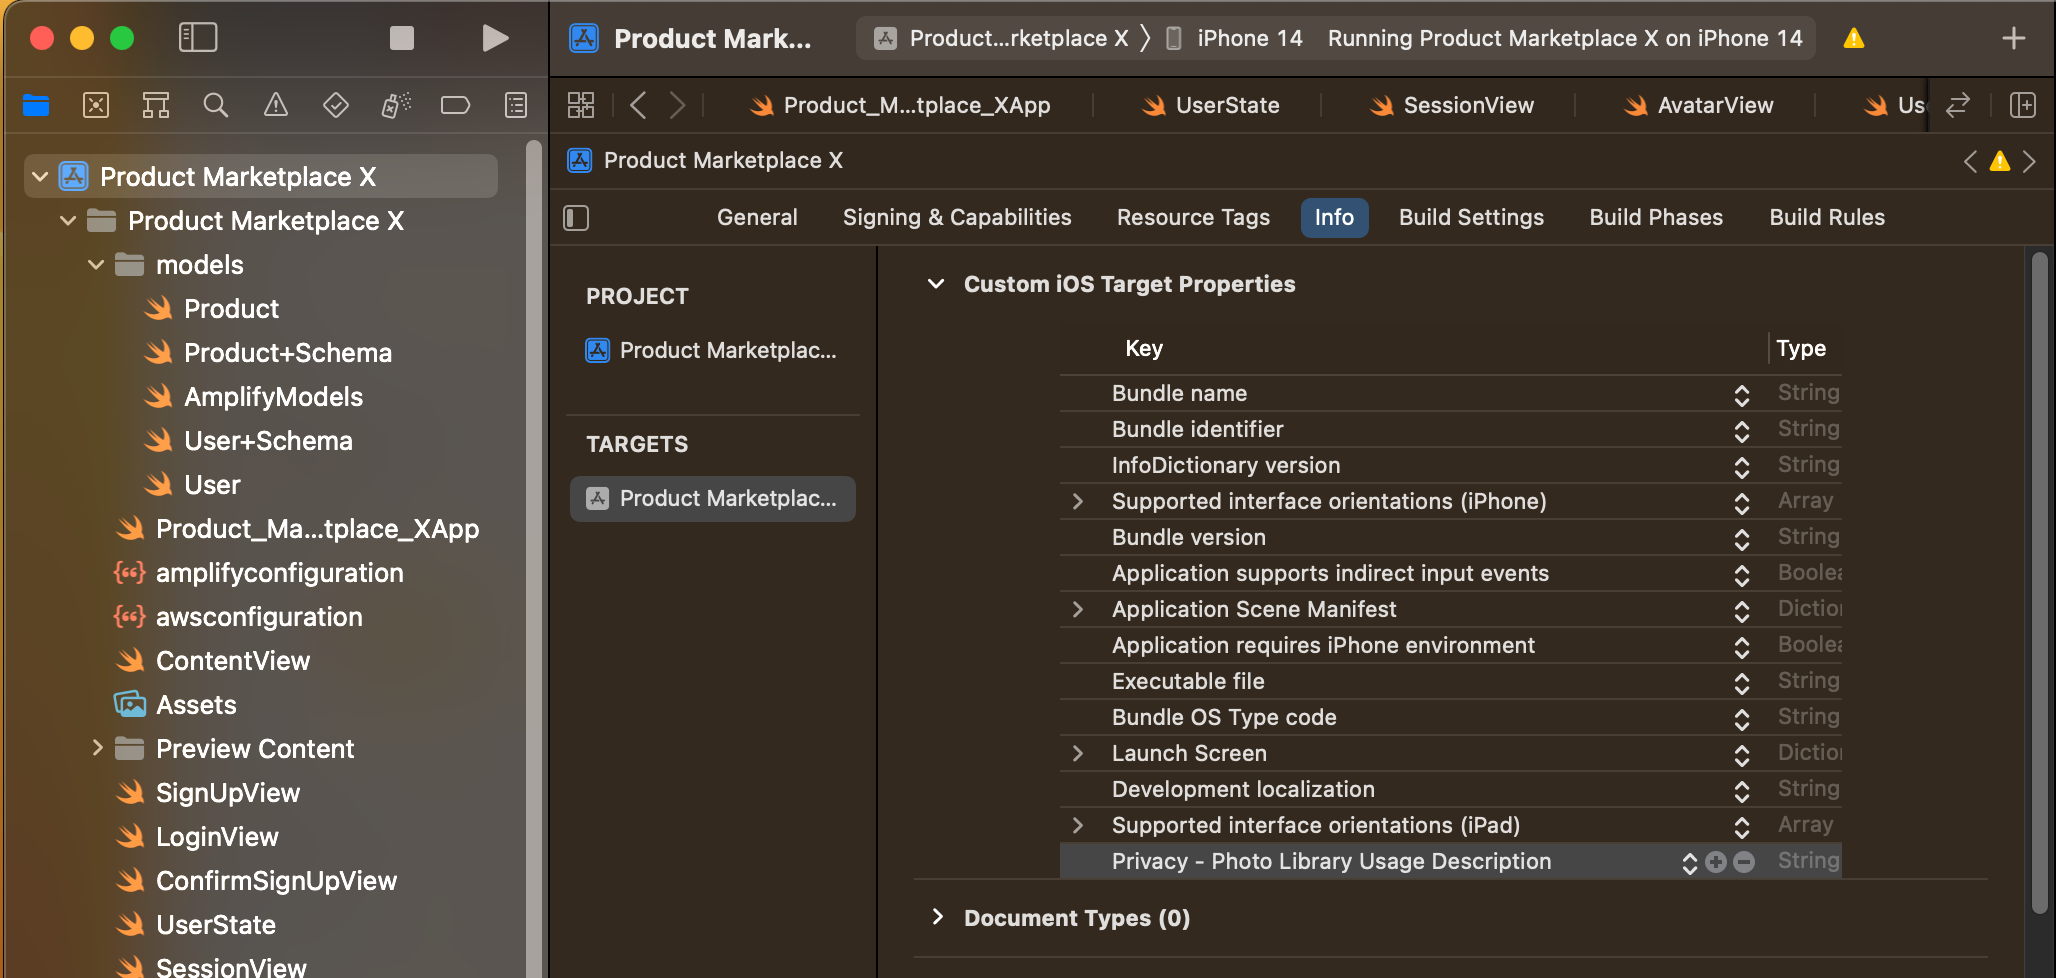 Product Mark...
Product...rketplace X
iPhone 14
Running Product Marketplace X on iPhone 14
Product_M...tplace_XApp
UserState
SessionView
AvatarView
Us
Product Marketplace X
General
Signing & Capabilities
Resource Tags
Info
Build Settings
Build Phases
Build Rules
Product Marketplace X
Product Marketplace X
models
Product
Product+Schema
AmplifyModels
User+Schema
User
Product_Ma...tplace_XApp
amplifyconfiguration
awsconfiguration
ContentView
Assets
Preview Content
SignUpView
LoginView
ConfirmSignUpView
UserState
SessionView
PROJECT
Product Marketplac...
TARGETS
Product Marketplac...
Custom iOS Target Properties
Key Type
Bundle name String
Bundle identifier String
InfoDictionary version String
Supported interface orientations (iPhone) Array
Bundle version String
Application supports indirect input events Boolea
Application Scene Manifest Diction
Application requires iPhone environment Boolea
Executable file String
Bundle OS Type code String
Launch Screen Diction
Development localization String
Supported interface orientations (iPad) Array
Privacy - Photo Library Usage Description String
Document Types (0)